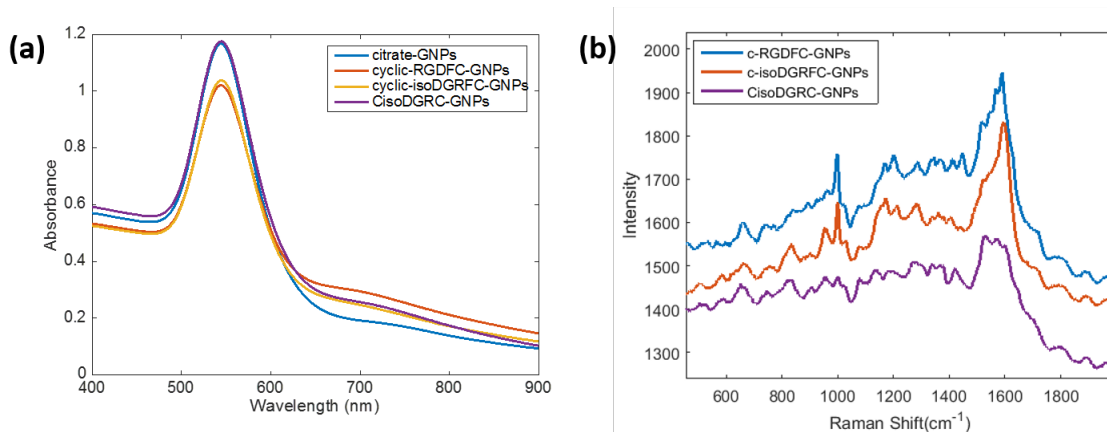 (a)
1.2
1
0.8
0.6
0.4
0.2
0
Absorbance
citrate-GNPs
cyclic-RGDFC-GNPs
cyclic-isoDGRFC-GNPs
CisoDGRC-GNPs
400 500 600 700 800 900
Wavelength (nm)
(b)
2000
1900
1800
1700
1600
1500
1400
1300
Intensity
c-RGDFC-GNPs
c-isoDGRFC-GNPs
CisoDGRC-GNPs
600 800 1000 1200 1400 1600 1800
Raman Shift(cm⁻¹)